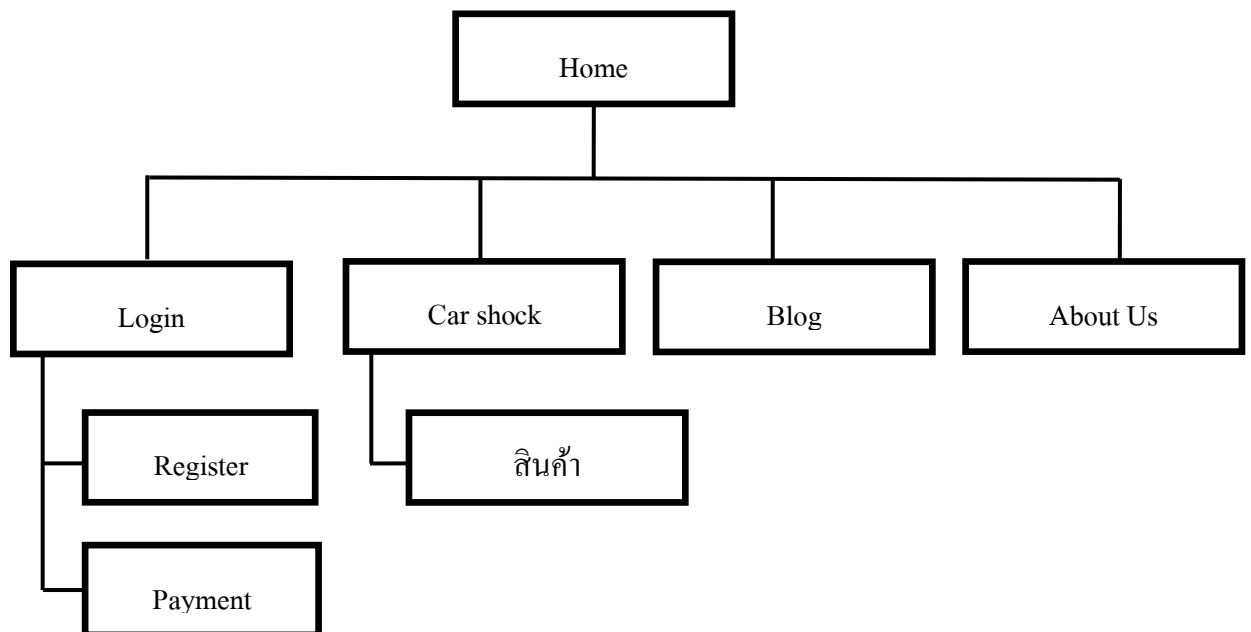 Home
Login
Car shock
Blog
About Us
Register
สินค้า
Payment